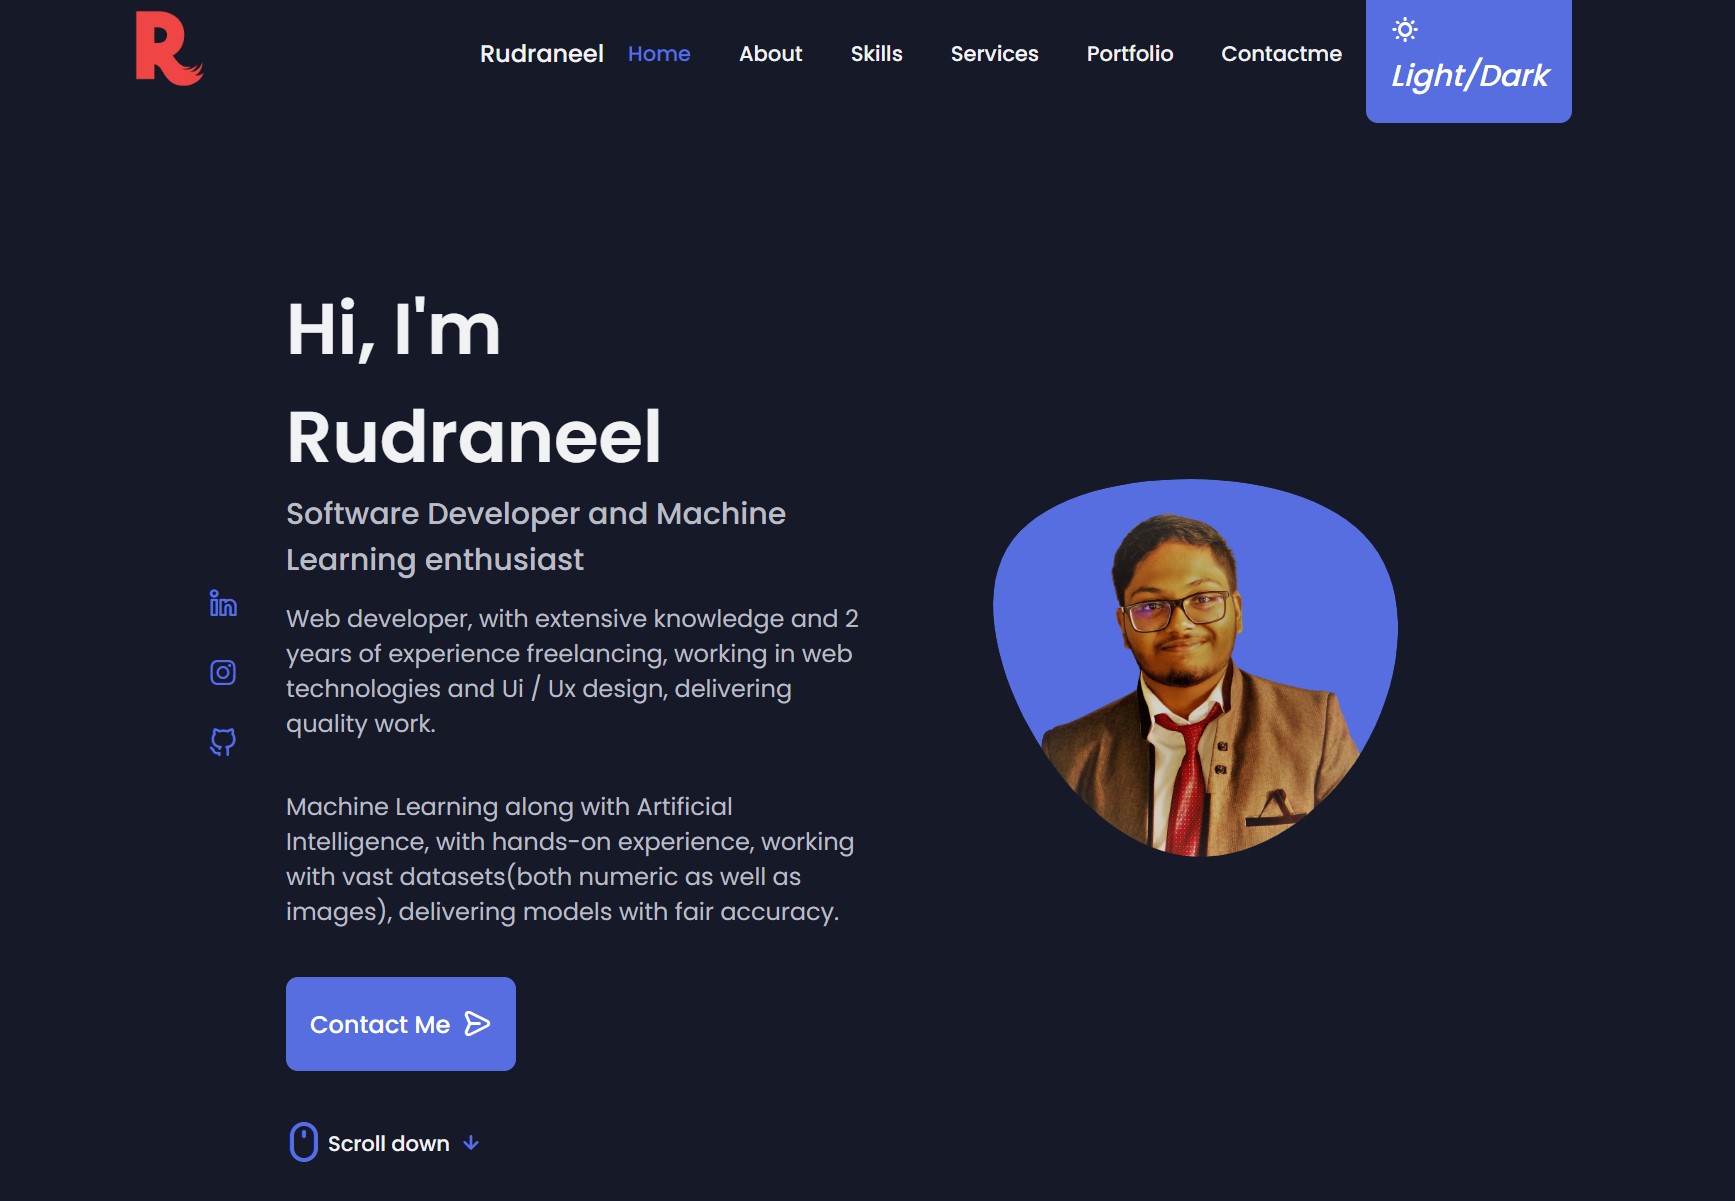 R
Rudraneel Home About Skills Services Portfolio Contactme
Light/Dark
Hi, I'm
Rudraneel
Software Developer and Machine
Learning enthusiast
in
Web developer, with extensive knowledge and 2
years of experience freelancing, working in web
technologies and Ui / Ux design, delivering
quality work.
Machine Learning along with Artificial
Intelligence, with hands-on experience, working
with vast datasets(both numeric as well as
images), delivering models with fair accuracy.
Contact Me
Scroll down